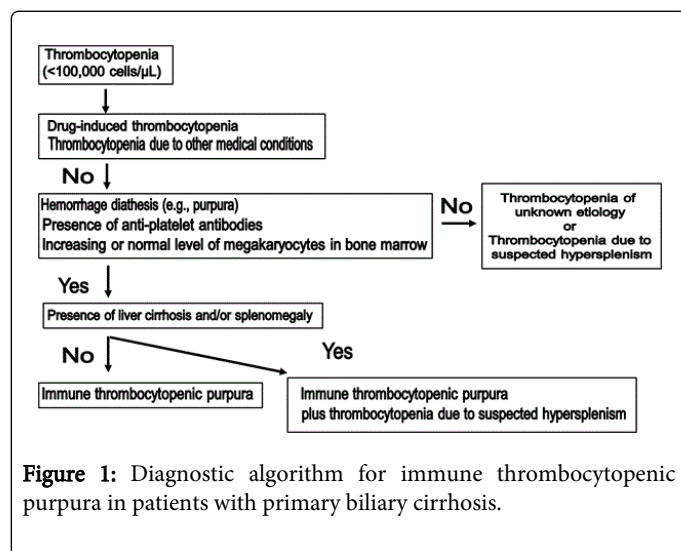 Thrombocytopenia
(<100,000 cells/µL)
Drug-induced thrombocytopenia
Thrombocytopenia due to other medical conditions
No
Hemorrhage diathesis (e.g., purpura)
Presence of anti-platelet antibodies
Increasing or normal level of megakaryocytes in bone marrow
No
Thrombocytopenia of
unknown etiology
or
Thrombocytopenia due to
suspected hypersplenism
Yes
Presence of liver cirrhosis and/or splenomegaly
No
Yes
Immune thrombocytopenic purpura
Immune thrombocytopenic purpura
plus thrombocytopenia due to suspected hypersplenism
Figure 1: Diagnostic algorithm for immune thrombocytopenic
purpura in patients with primary biliary cirrhosis.